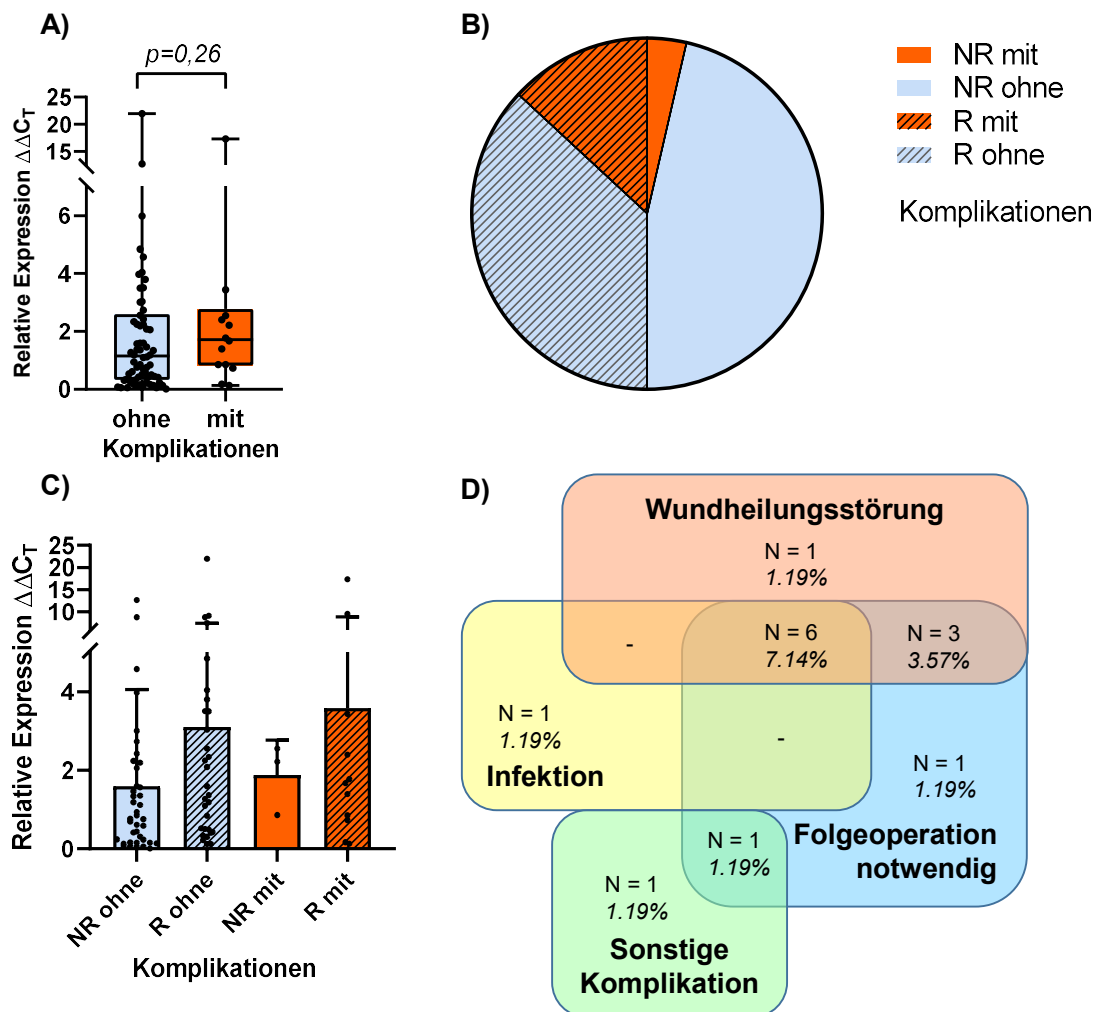 A)
p=0,26
Relative Expression ΔΔC_T
25
20
15
6
4
2
0
ohne
mit
Komplikationen
B)
NR mit
NR ohne
R mit
R ohne
Komplikationen
C)
Relative Expression ΔΔC_T
25
20
15
10
4
2
0
NR ohne
R ohne
NR mit
R mit
Komplikationen
D)
Wundheilungsstörung
N = 1
1.19%
-
N = 6
7.14%
N = 3
3.57%
N = 1
1.19%
Infektion
-
N = 1
1.19%
Folgeoperation
notwendig
N = 1
1.19%
N = 1
1.19%
Sonstige
Komplikation